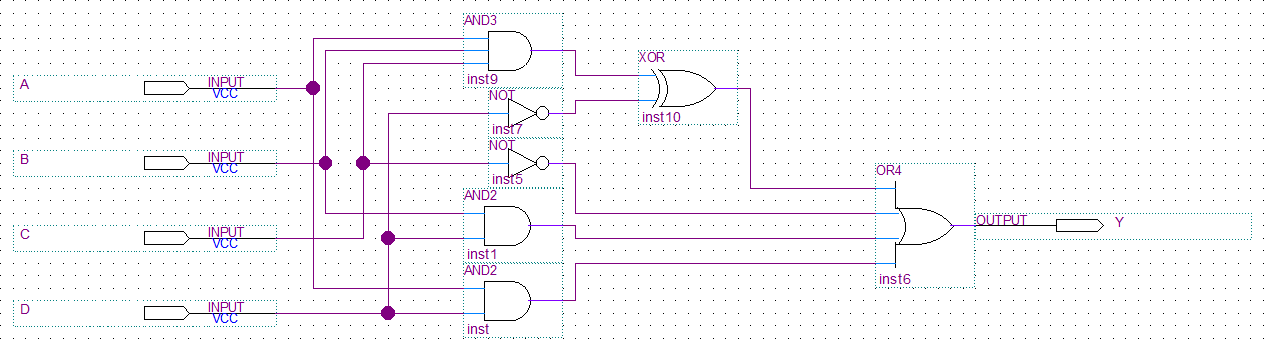 AND3
inst9
XOR
inst10
A
INPUT
VCC
NOT
inst7
B
INPUT
VCC
NOT
inst5
OR4
inst6
AND2
inst1
C
INPUT
VCC
OUTPUT
Y
AND2
inst
D
INPUT
VCC